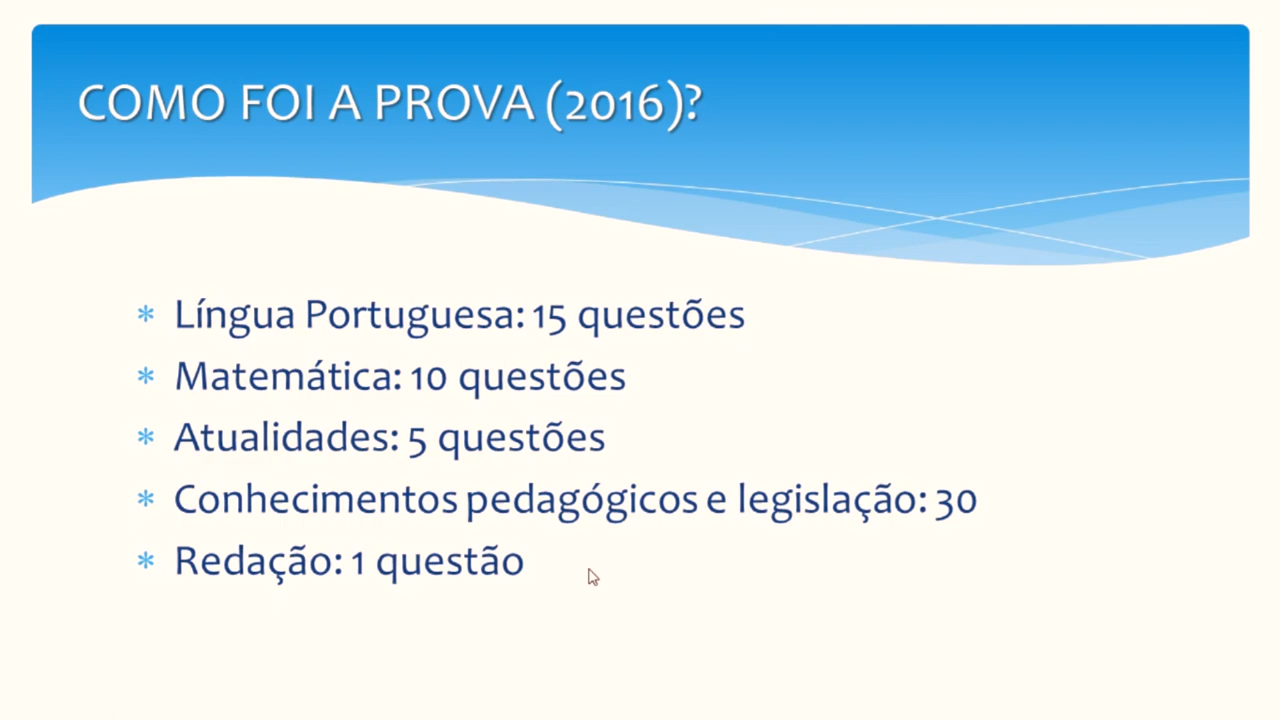 COMO FOI A PROVA (2016)?
* Língua Portuguesa: 15 questões
* Matemática: 10 questões
* Atualidades: 5 questões
* Conhecimentos pedagógicos e legislação: 30
* Redação: 1 questão